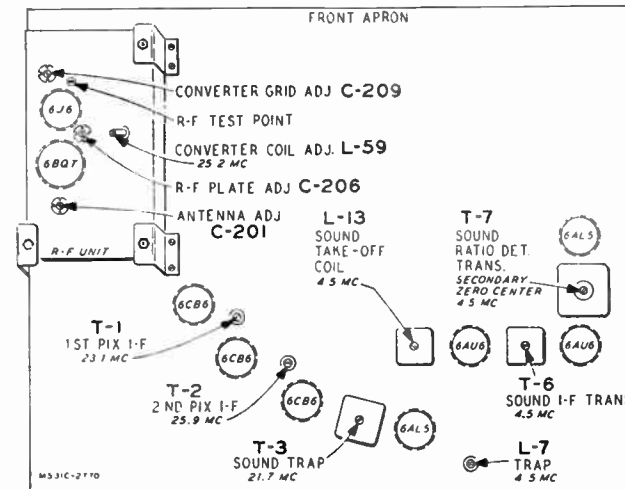 FRONT APRON
CONVERTER GRID ADJ C-209
6J6
R-F TEST POINT
CONVERTER COIL ADJ. L-59
25.2 MC
6BQ7
R-F PLATE ADJ C-206
ANTENNA ADJ
C-201
R-F UNIT
L-13
SOUND
TAKE-OFF
COIL
4.5 MC
T-7
SOUND
RATIO DET.
TRANS.
SECONDARY
ZERO CENTER
4.5 MC
6AL5
6CB6
T-1
1ST PIX I-F
23.1 MC
6CB6
T-2
2ND PIX I-F
25.9 MC
6CB6
T-3
SOUND TRAP
21.7 MC
6AL5
6AU6
6AU6
T-6
SOUND I-F TRANS
4.5 MC
L-7
TRAP
4.5 MC
MS31C-2TTO